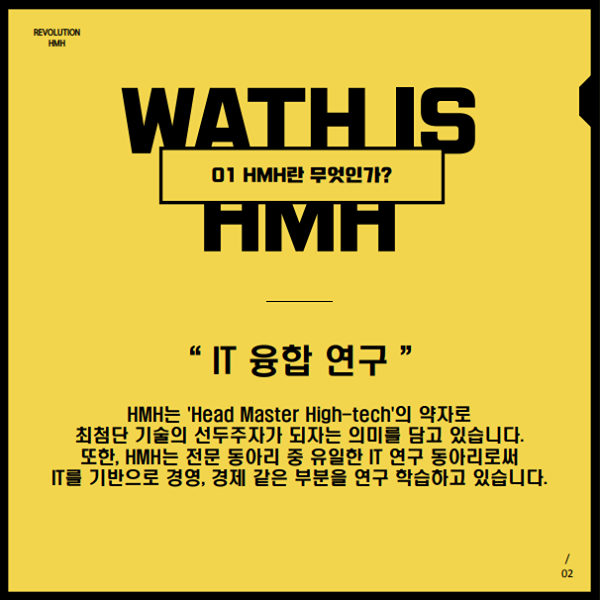 REVOLUTION
HMH
WATH IS
01 HMH란 무엇인가?
HMH
“ IT 융합 연구 ”
HMH는 'Head Master High-tech'의 약자로
최첨단 기술의 선두주자가 되자는 의미를 담고 있습니다.
또한, HMH는 전문 동아리 중 유일한 IT 연구 동아리로써
IT를 기반으로 경영, 경제 같은 부분을 연구 학습하고 있습니다.
/
02